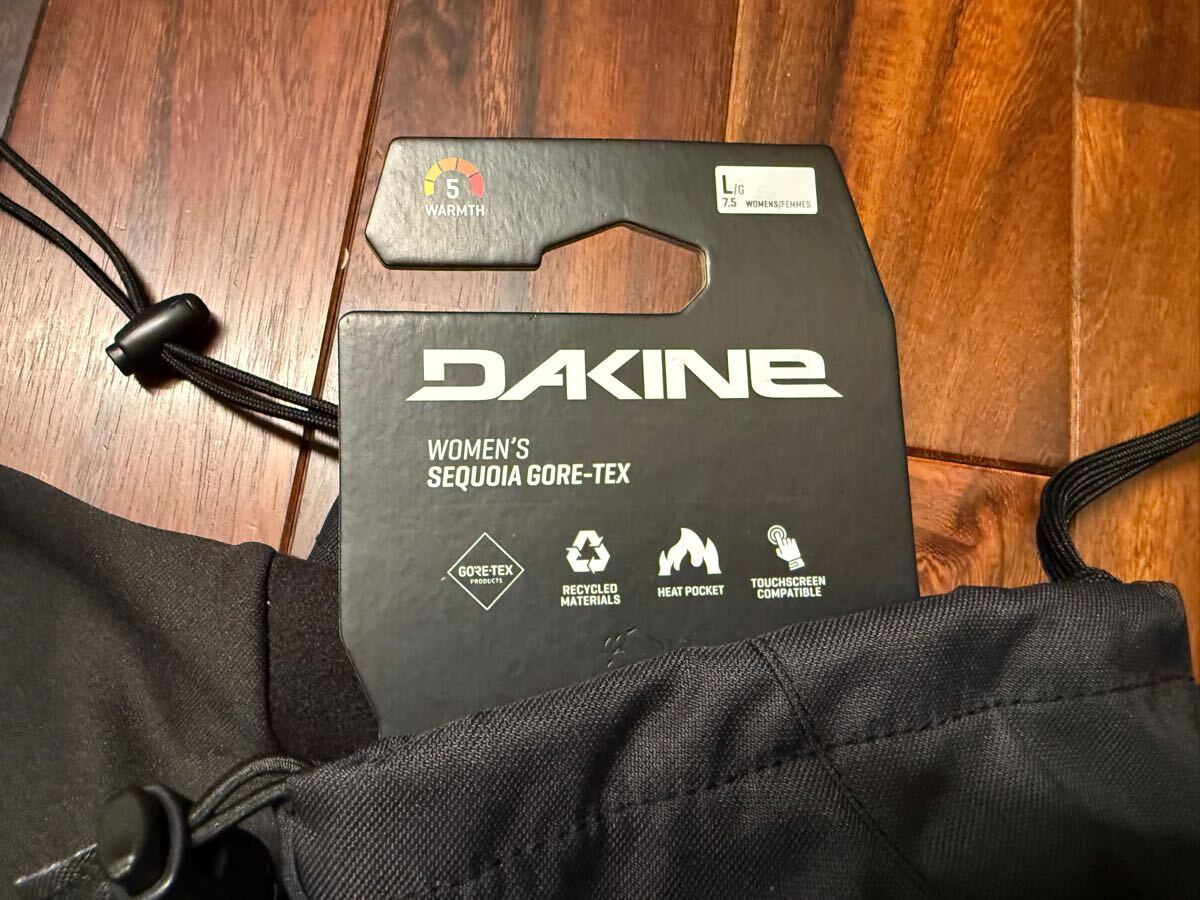 5
WARMTH
L/G
7.5 WOMENS/FEMMES
DAKINE
WOMEN'S
SEQUOIA GORE-TEX
GORE-TEX
PRODUCTS
RECYCLED
MATERIALS
HEAT POCKET
TOUCHSCREEN
COMPATIBLE